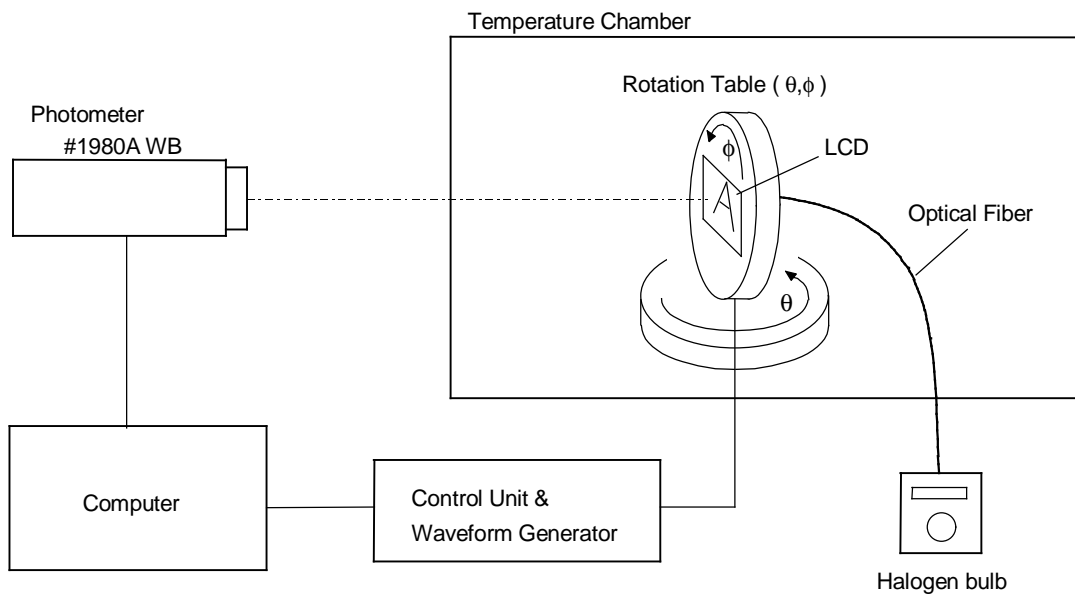 Temperature Chamber
Rotation Table ( θ,φ )
Photometer
#1980A WB
φ
LCD
A
Optical Fiber
θ
Computer
Control Unit &
Waveform Generator
Halogen bulb